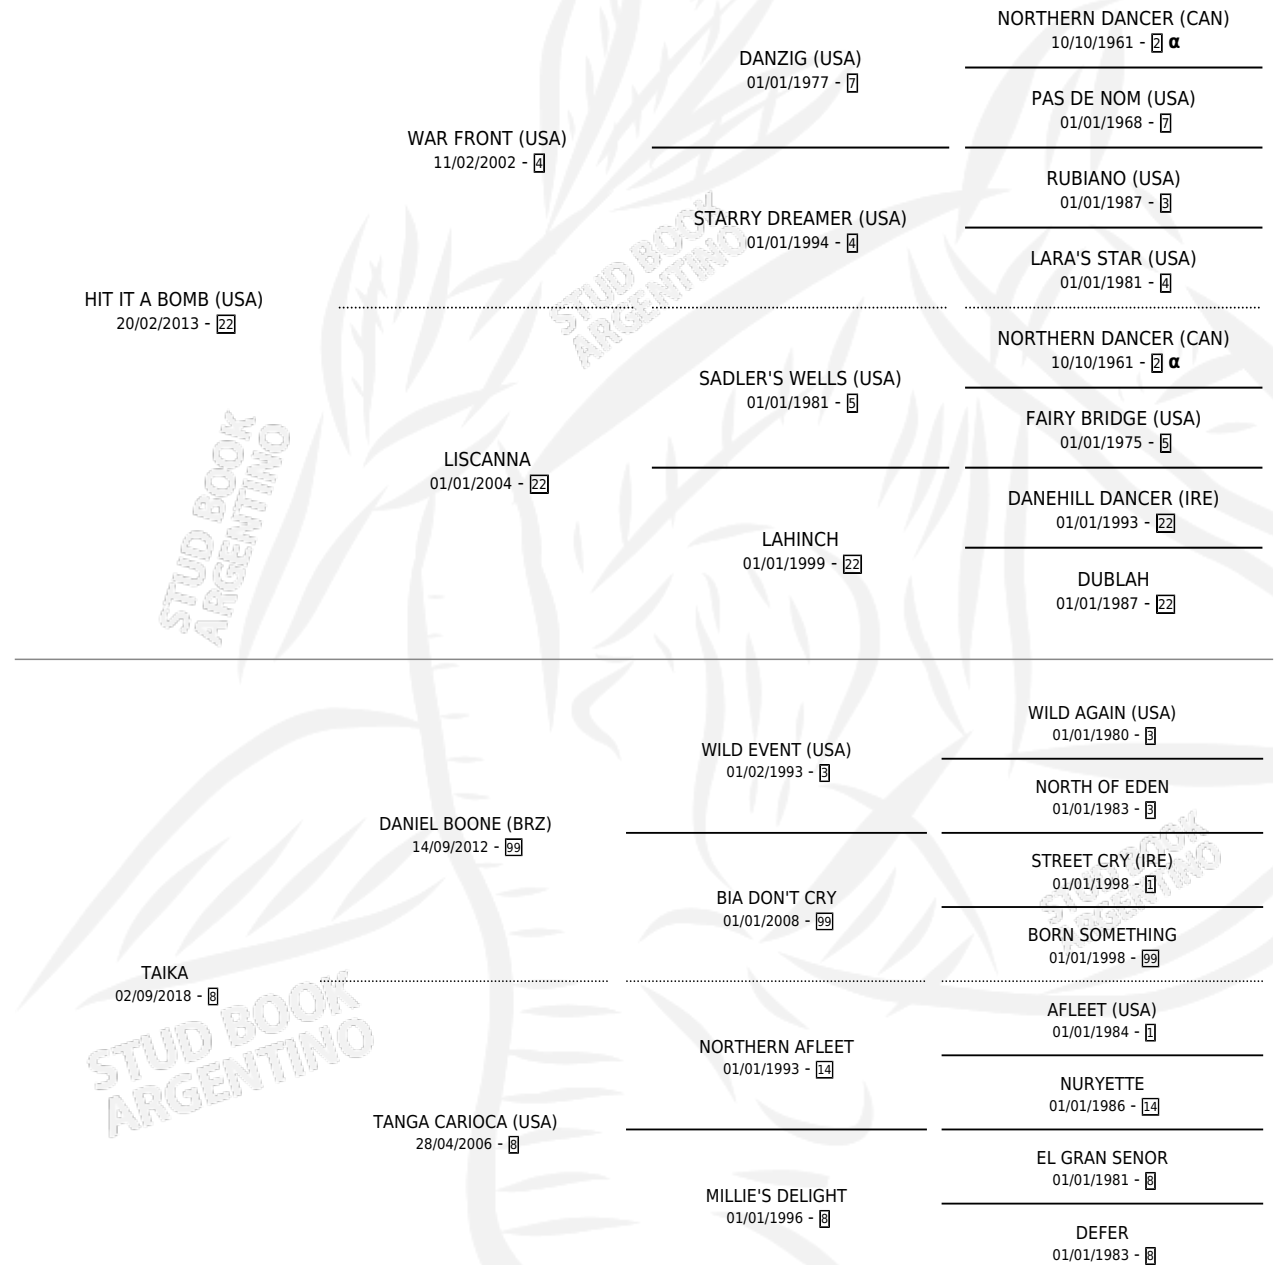 NORTHERN DANCER (CAN)
10/10/1961 - 2 α
DANZIG (USA)
01/01/1977 - 7
PAS DE NOM (USA)
01/01/1968 - 7
WAR FRONT (USA)
11/02/2002 - 4
RUBIANO (USA)
01/01/1987 - 3
STARRY DREAMER (USA)
01/01/1994 - 4
LARA'S STAR (USA)
01/01/1981 - 4
HIT IT A BOMB (USA)
20/02/2013 - 22
NORTHERN DANCER (CAN)
10/10/1961 - 2 α
SADLER'S WELLS (USA)
01/01/1981 - 5
FAIRY BRIDGE (USA)
01/01/1975 - 5
LISCANNA
01/01/2004 - 22
DANEHILL DANCER (IRE)
01/01/1993 - 22
LAHINCH
01/01/1999 - 22
DUBLAH
01/01/1987 - 22
WILD AGAIN (USA)
01/01/1980 - 3
WILD EVENT (USA)
01/02/1993 - 3
NORTH OF EDEN
01/01/1983 - 3
DANIEL BOONE (BRZ)
14/09/2012 - 99
STREET CRY (IRE)
01/01/1998 - 1
BIA DON'T CRY
01/01/2008 - 99
BORN SOMETHING
01/01/1998 - 99
TAIKA
02/09/2018 - 8
AFLEET (USA)
01/01/1984 - 1
NORTHERN AFLEET
01/01/1993 - 14
NURYETTE
01/01/1986 - 14
TANGA CARIOCA (USA)
28/04/2006 - 8
EL GRAN SENOR
01/01/1981 - 8
MILLIE'S DELIGHT
01/01/1996 - 8
DEFER
01/01/1983 - 8
STUD BOOK
ARGENTINO
STUD BOOK
ARGENTINO
STUD BOOK
ARGENTINO
STUD BOOK
ARGENTINO